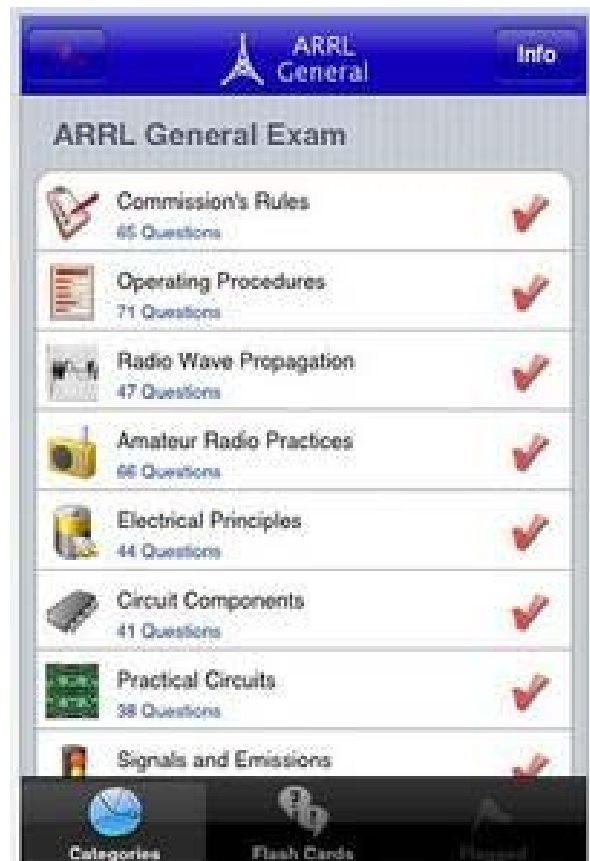 ARRL
General
Info
ARRL General Exam
Commission's Rules
65 Questions
Operating Procedures
71 Questions
Radio Wave Propagation
47 Questions
Amateur Radio Practices
66 Questions
Electrical Principles
44 Questions
Circuit Components
41 Questions
Practical Circuits
38 Questions
Signals and Emissions
Categories
Flash Cards